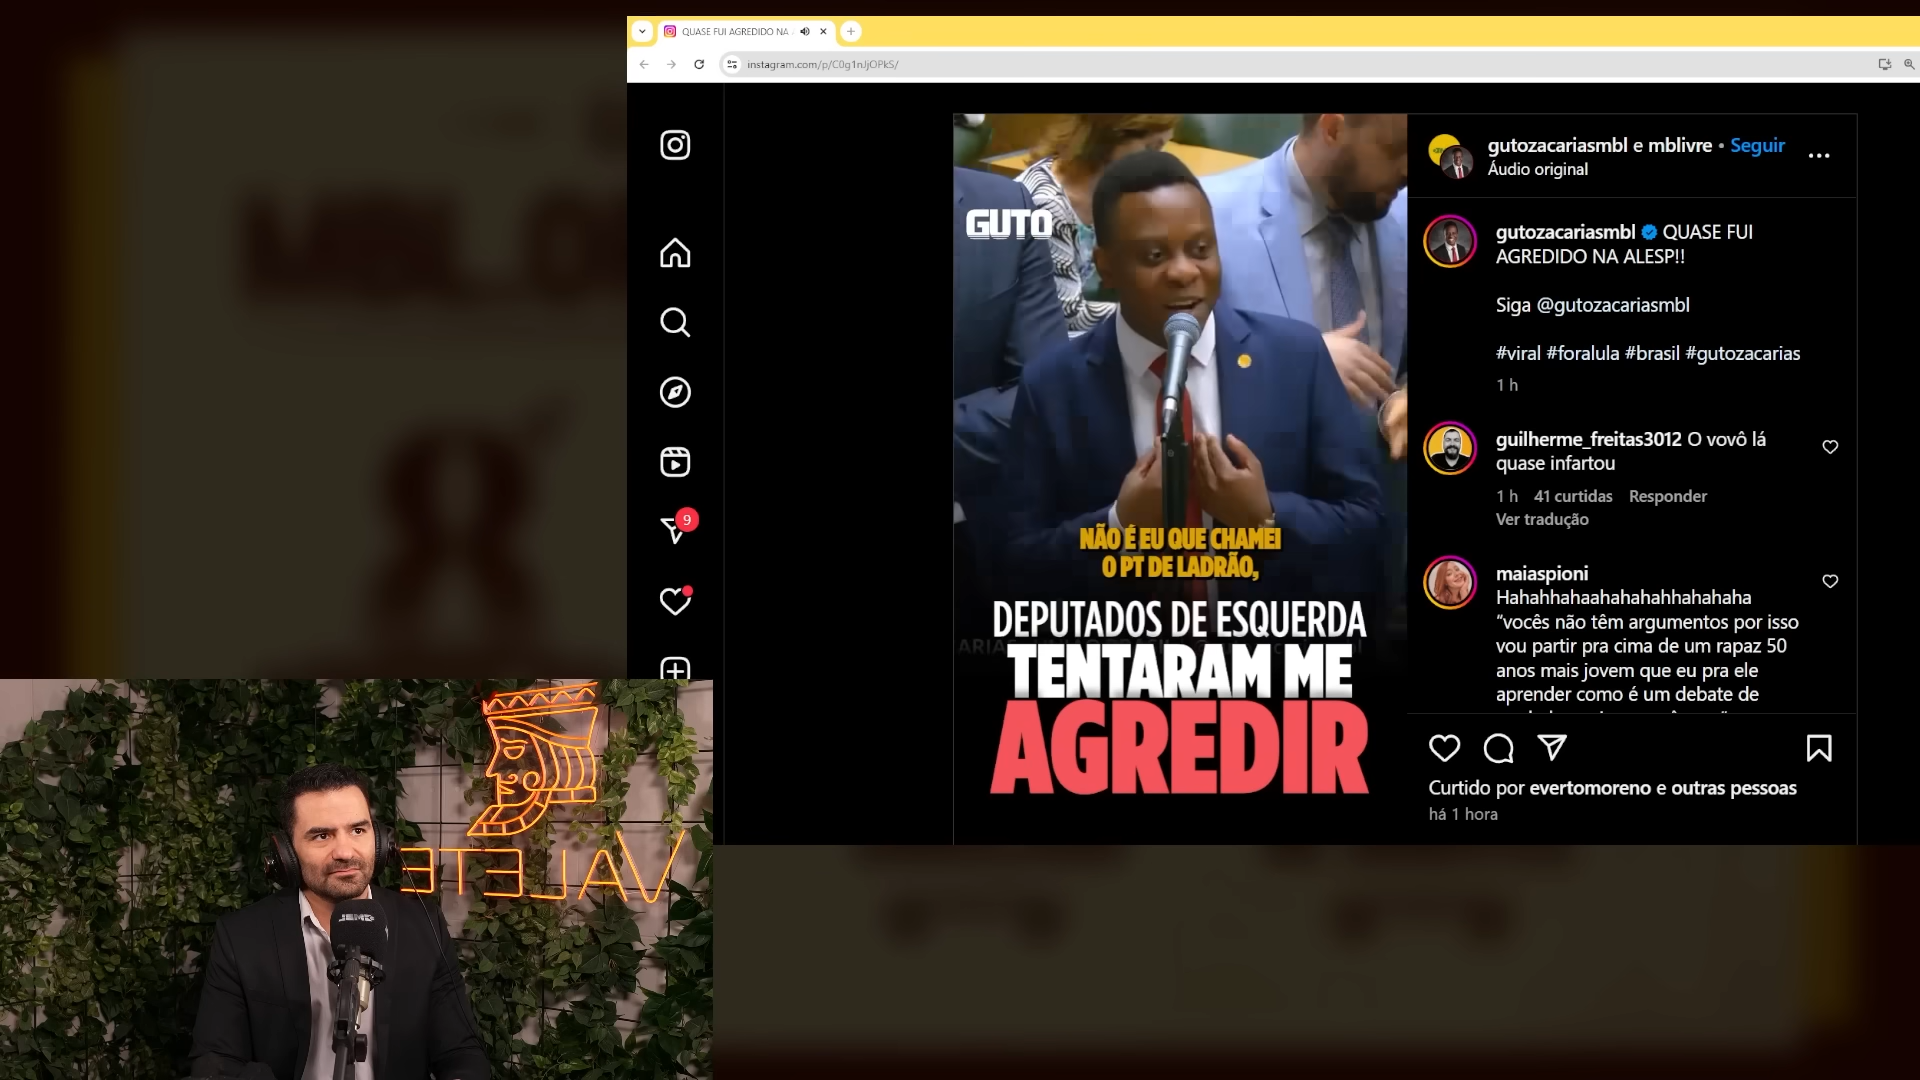 QUASE FUI AGREDIDO NA
instagram.com/p/C0g1nJjOPkS/
GUTO
NÃO É EU QUE CHAMEI
O PT DE LADRÃO,
DEPUTADOS DE ESQUERDA
TENTARAM ME
AGREDIR
gutozacariasmbl e mblivre • Seguir
Áudio original
gutozacariasmbl QUASE FUI
AGREDIDO NA ALESP!!
Siga @gutozacariasmbl
#viral #foralula #brasil #gutozacarias
1 h
guilherme_freitas3012 O vovô lá
quase infartou
1 h 41 curtidas Responder
Ver tradução
maiaspioni
Hahahhahaahahahahhahahaha
“vocês não têm argumentos por isso
vou partir pra cima de um rapaz 50
anos mais jovem que eu pra ele
aprender como é um debate de
Curtido por evertomoreno e outras pessoas
há 1 hora
9
VALETE